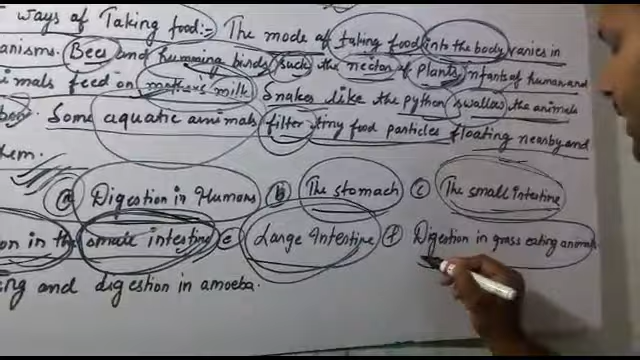 ways of Taking food:- The mode of taking food into the body varies in
anisms. Bees and humming birds suck the nectar of plants, infants of human and
imals feed on mother's milk Snakes like the python swallow the animals
Some aquatic animals filter tiny food particles floating nearby and
hem.
(a) Digestion in Humans (b) The stomach (c) The small intestine
on in the small intestine (e) Large Intestine (f) Digestion in grass eating animals
ing and digestion in amoeba.